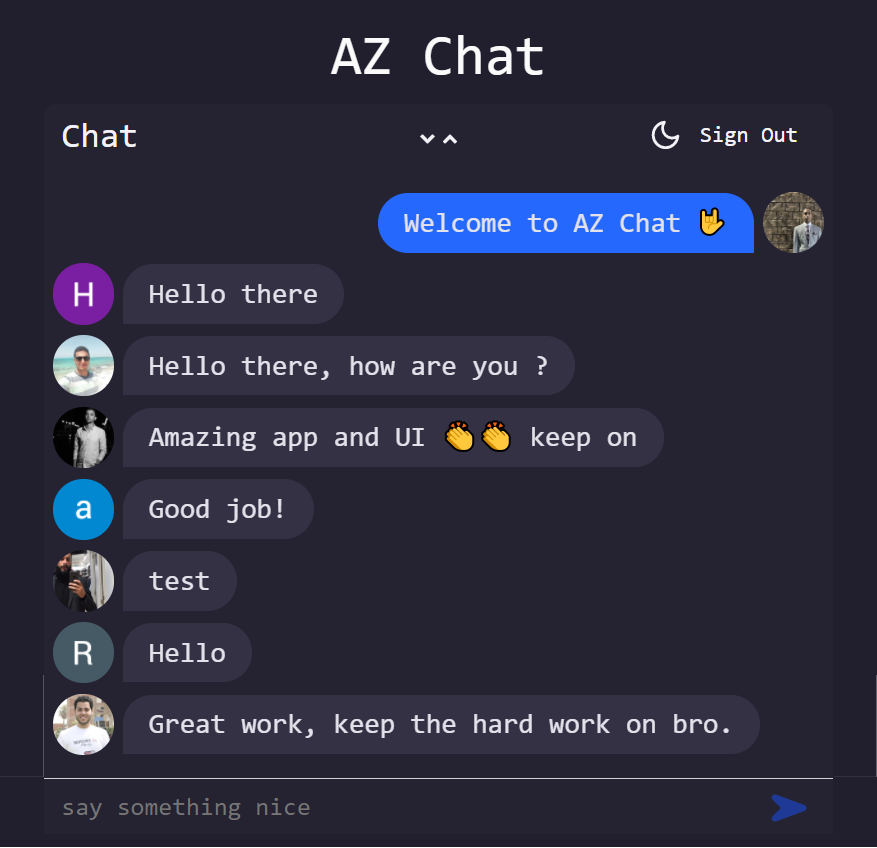 AZ Chat
Chat
Sign Out
Welcome to AZ Chat 🤟
H
Hello there
Hello there, how are you ?
Amazing app and UI 👏👏 keep on
a
Good job!
test
R
Hello
Great work, keep the hard work on bro.
say something nice